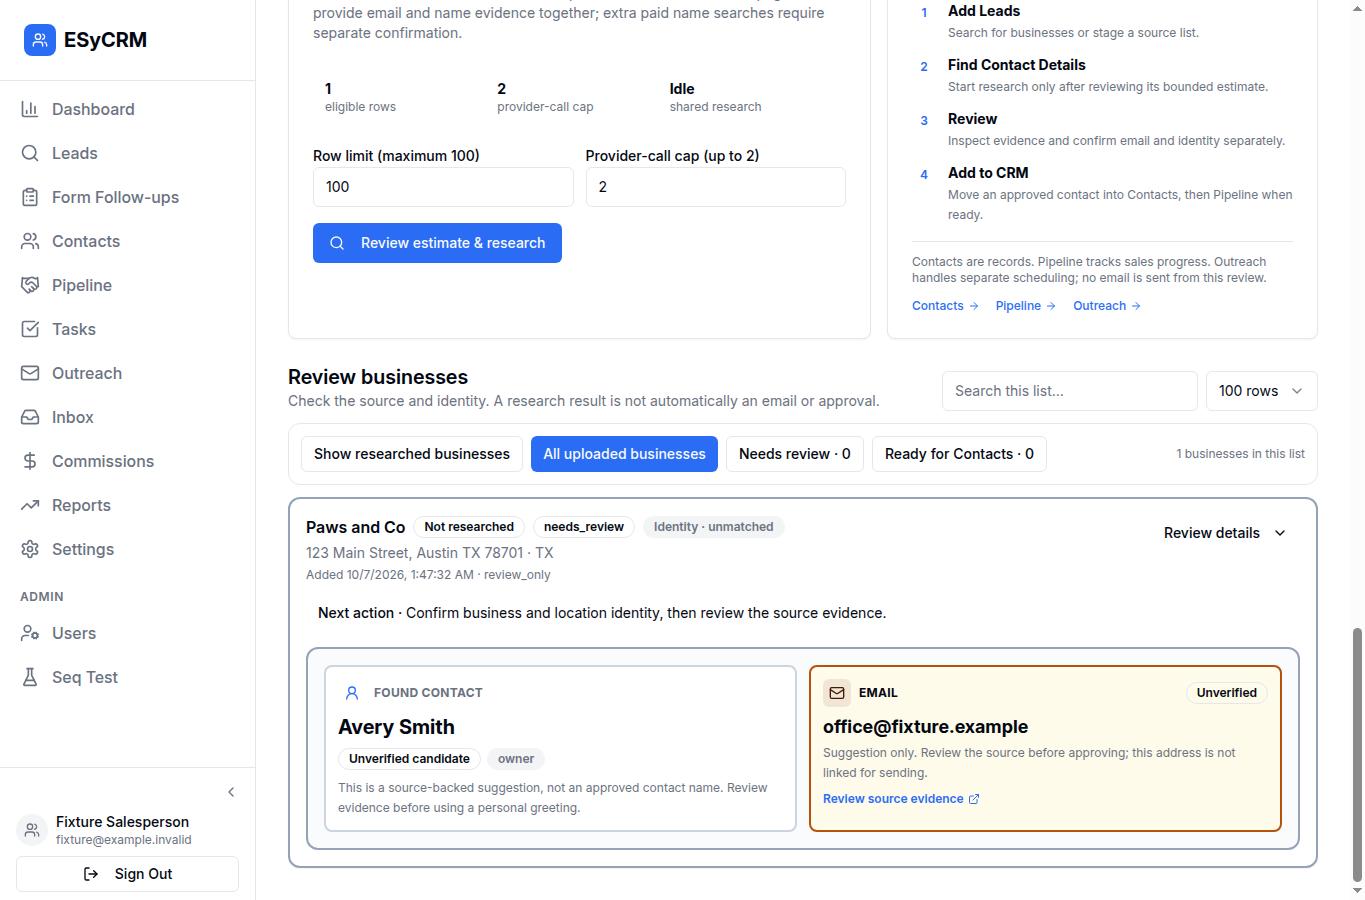 ESyCRM
Dashboard
Leads
Form Follow-ups
Contacts
Pipeline
Tasks
Outreach
Inbox
Commissions
Reports
Settings
ADMIN
Users
Seq Test
Fixture Salesperson
fixture@example.invalid
Sign Out
provide email and name evidence together; extra paid name searches require
separate confirmation.
1
eligible rows
2
provider-call cap
Idle
shared research
Row limit (maximum 100)
100
Provider-call cap (up to 2)
2
Review estimate & research
1 Add Leads
Search for businesses or stage a source list.
2 Find Contact Details
Start research only after reviewing its bounded estimate.
3 Review
Inspect evidence and confirm email and identity separately.
4 Add to CRM
Move an approved contact into Contacts, then Pipeline when
ready.
Contacts are records. Pipeline tracks sales progress. Outreach
handles separate scheduling; no email is sent from this review.
Contacts → Pipeline → Outreach →
Review businesses
Check the source and identity. A research result is not automatically an email or approval.
Search this list...
100 rows
Show researched businesses
All uploaded businesses
Needs review · 0
Ready for Contacts · 0
1 businesses in this list
Paws and Co Not researched needs_review Identity · unmatched
Review details
123 Main Street, Austin TX 78701 · TX
Added 10/7/2026, 1:47:32 AM · review_only
Next action · Confirm business and location identity, then review the source evidence.
FOUND CONTACT
Avery Smith
Unverified candidate owner
This is a source-backed suggestion, not an approved contact name. Review
evidence before using a personal greeting.
EMAIL
Unverified
office@fixture.example
Suggestion only. Review the source before approving; this address is not
linked for sending.
Review source evidence